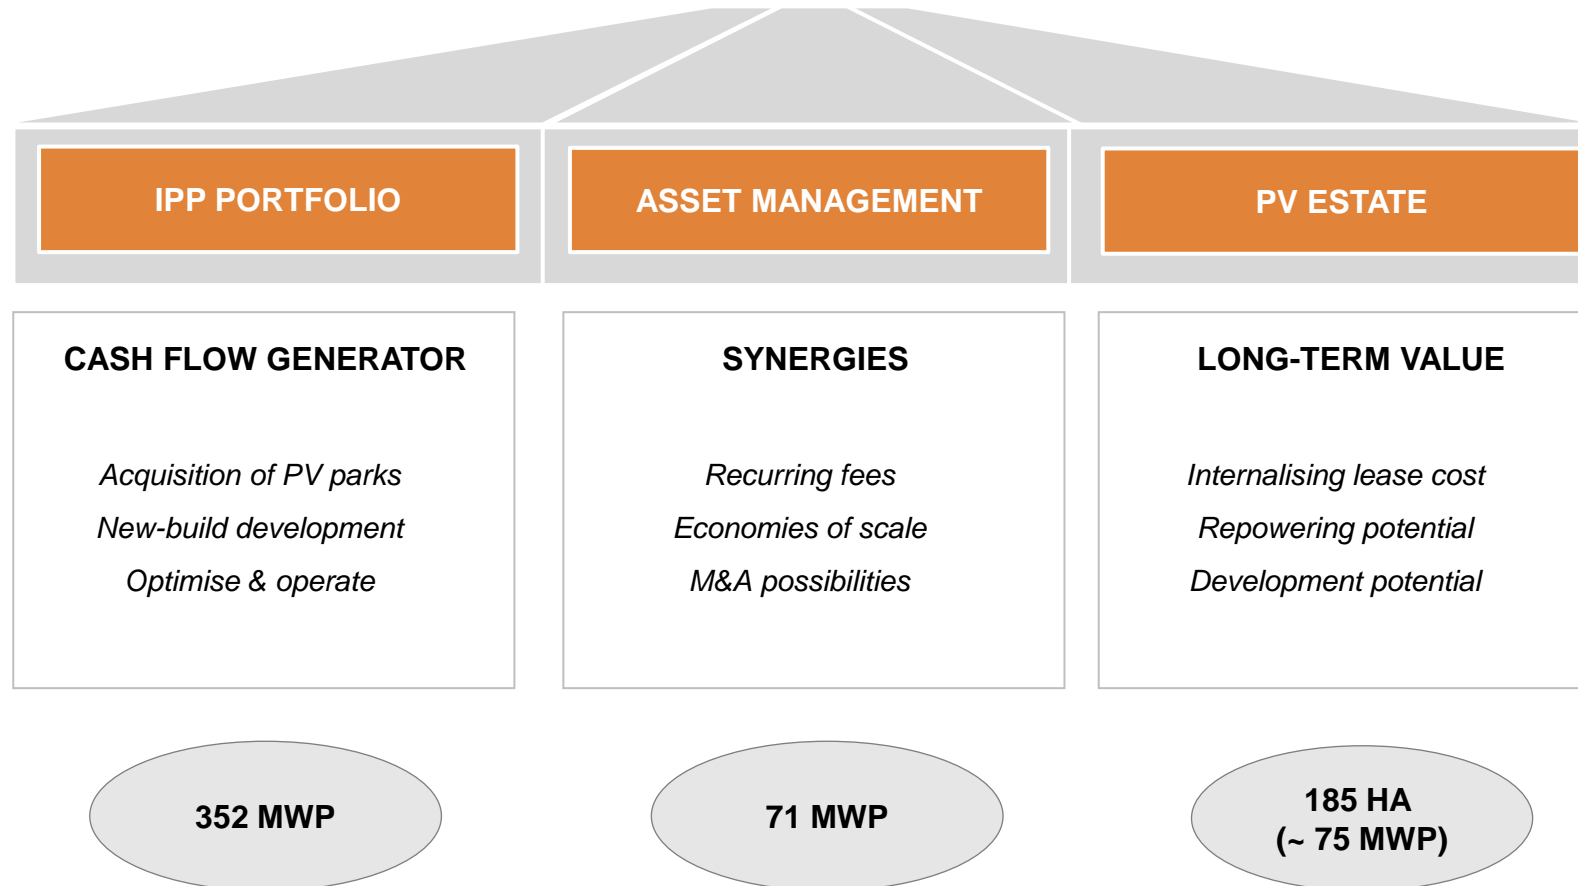 IPP PORTFOLIO
ASSET MANAGEMENT
PV ESTATE
CASH FLOW GENERATOR
Acquisition of PV parks
New-build development
Optimise & operate
SYNERGIES
Recurring fees
Economies of scale
M&A possibilities
LONG-TERM VALUE
Internalising lease cost
Repowering potential
Development potential
352 MWP
71 MWP
185 HA
(~ 75 MWP)